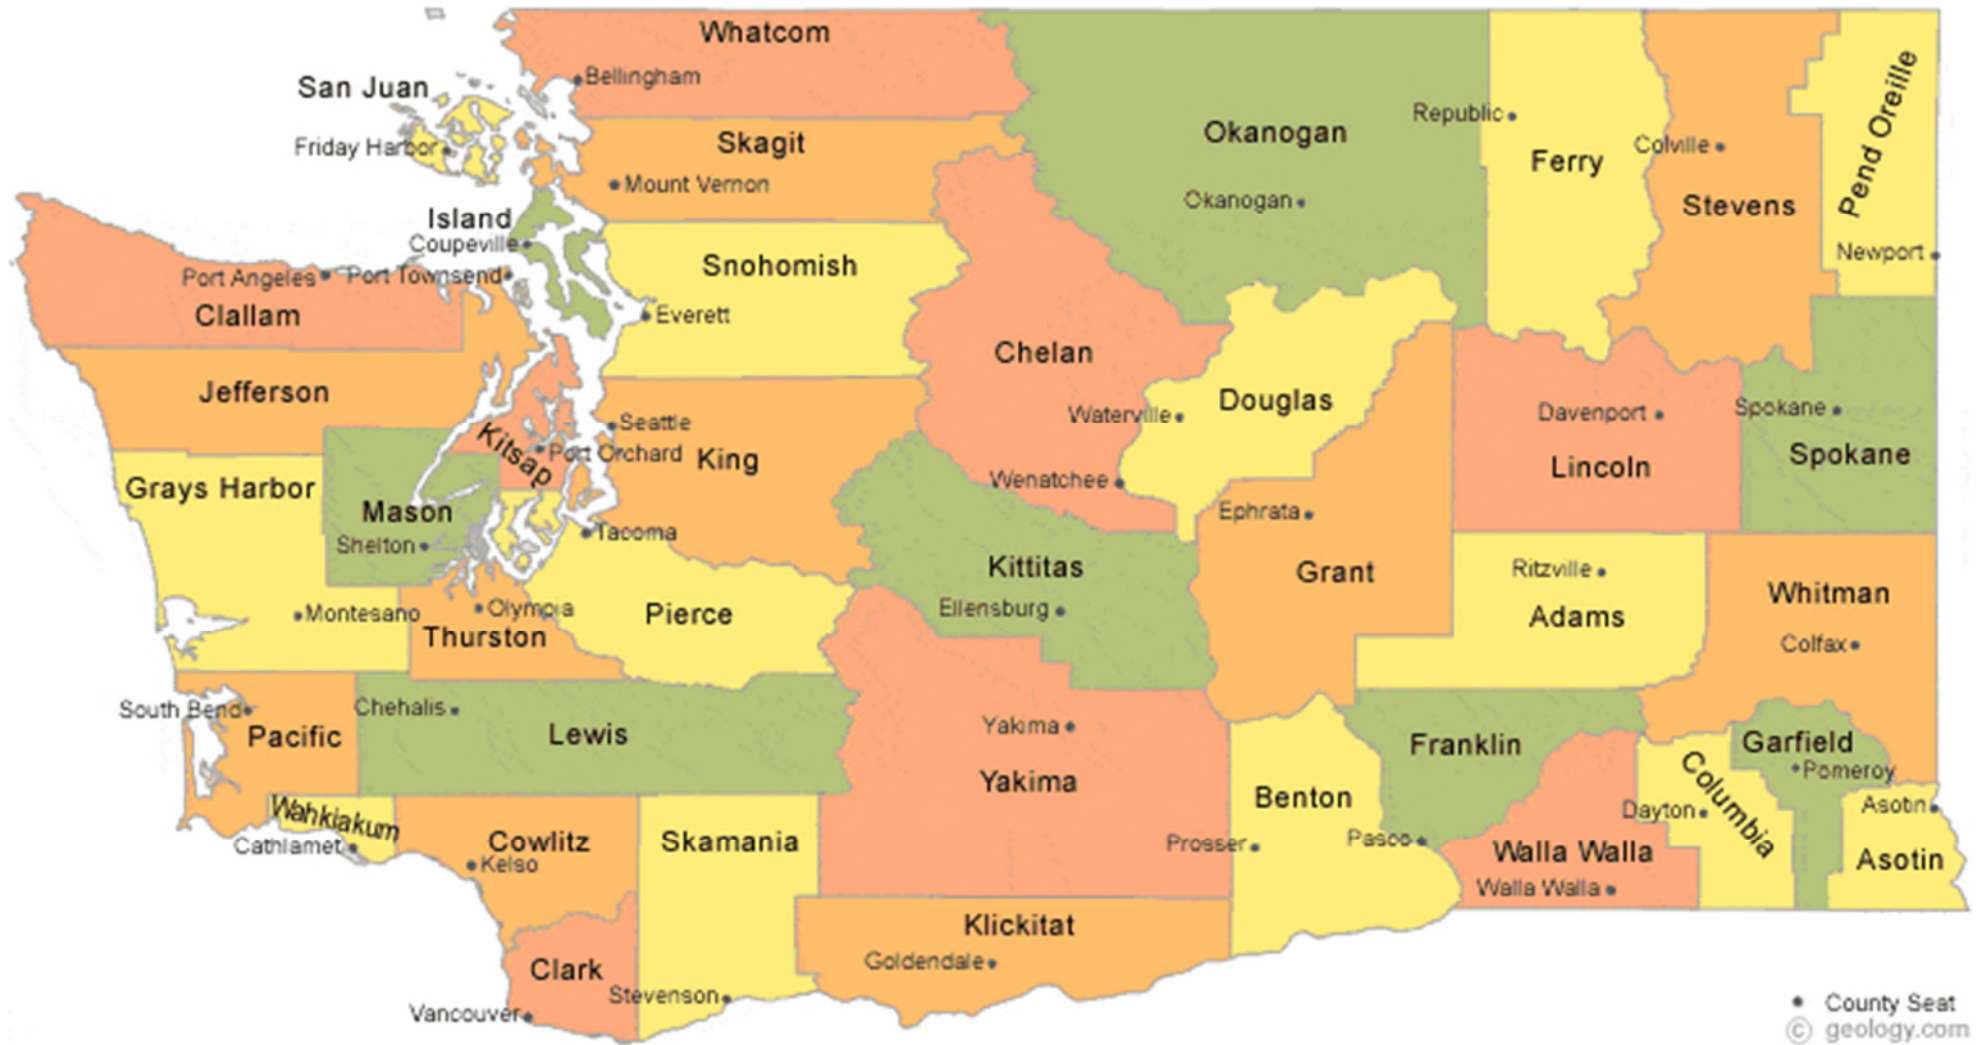 Whatcom
Bellingham
San Juan
Friday Harbor
Skagit
Mount Vernon
Island
Coupeville
Port Angeles
Port Townsend
Clallam
Snohomish
Everett
Okanogan
Okanogan
Republic
Ferry
Colville
Stevens
Pend Oreille
Newport
Jefferson
Kitsap
Port Orchard
Seattle
King
Chelan
Wenatchee
Waterville
Douglas
Davenport
Lincoln
Spokane
Spokane
Grays Harbor
Montesano
Mason
Shelton
Tacoma
Olympia
Thurston
Pierce
Kittitas
Ellensburg
Ephrata
Grant
Ritzville
Adams
Whitman
Colfax
South Bend
Pacific
Chehalis
Lewis
Yakima
Yakima
Benton
Prosser
Franklin
Pasco
Walla Walla
Walla Walla
Columbia
Dayton
Garfield
Pomeroy
Asotin
Asotin
Wahkiakum
Cathlamet
Cowlitz
Kelso
Skamania
Stevenson
Clark
Vancouver
Klickitat
Goldendale
County Seat
© geology.com